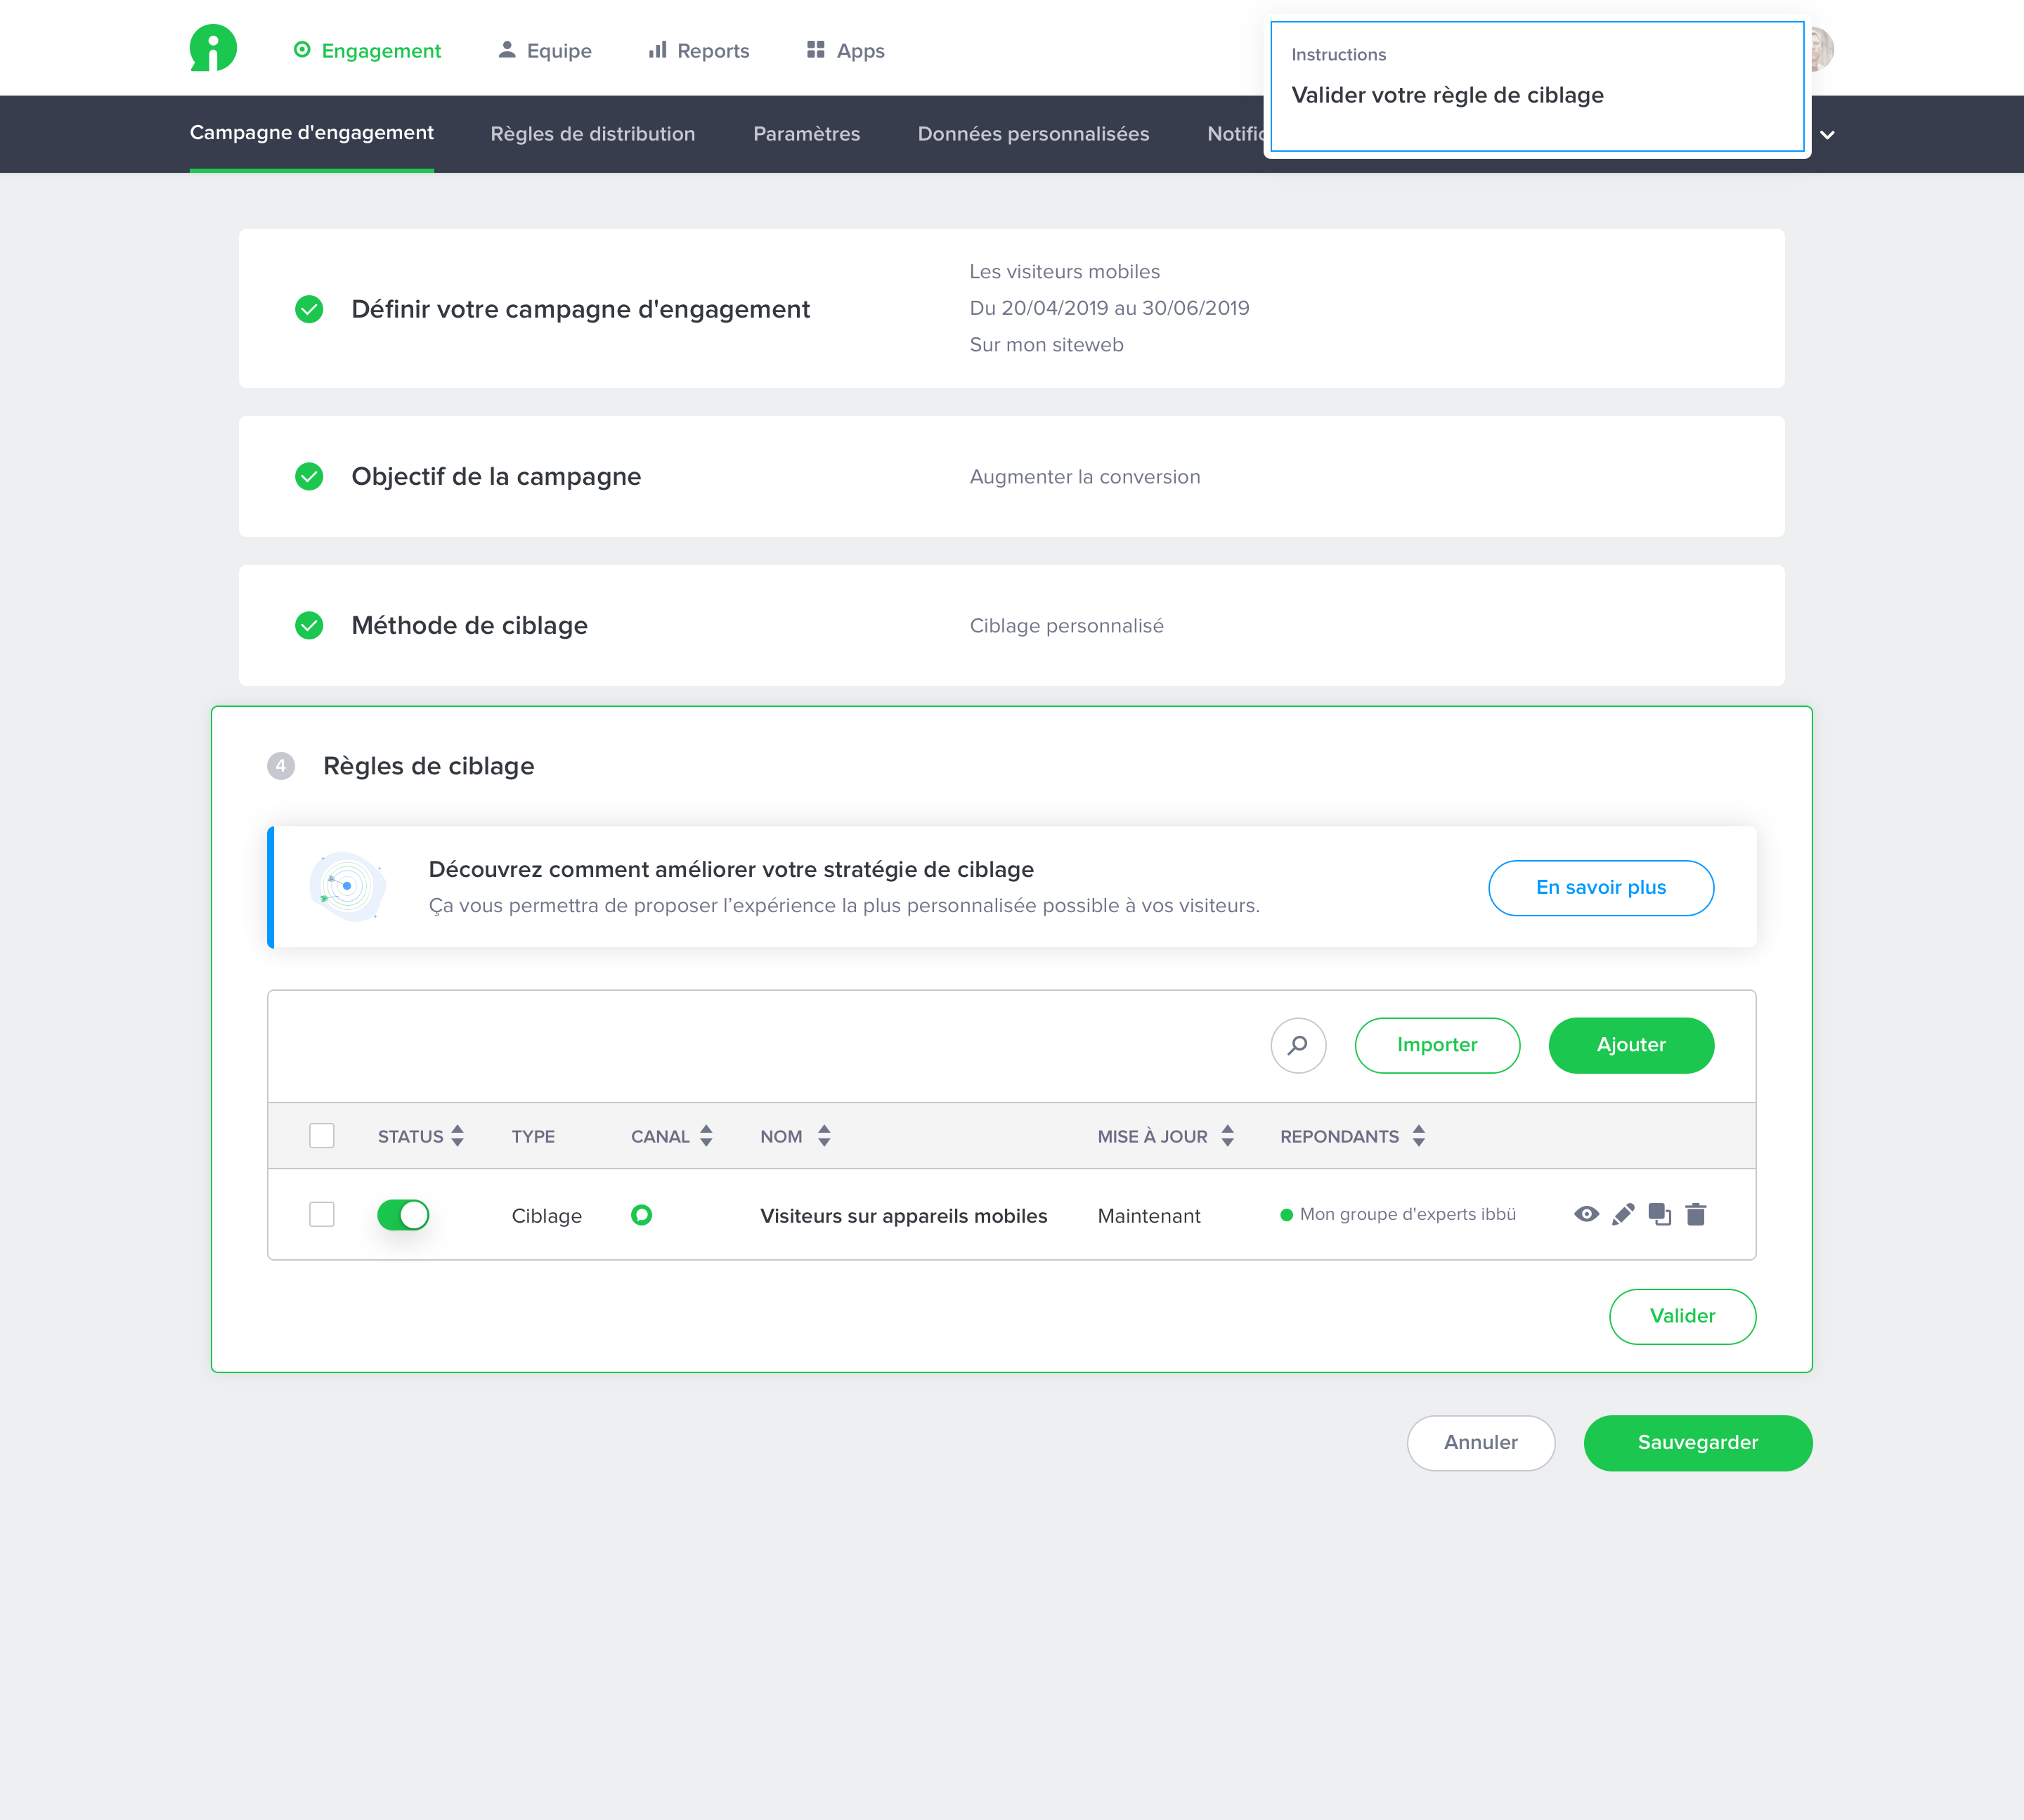 Engagement
Equipe
Reports
Apps
Instructions
Valider votre règle de ciblage
Campagne d'engagement
Règles de distribution
Paramètres
Données personnalisées
Définir votre campagne d'engagement
Les visiteurs mobiles
Du 20/04/2019 au 30/06/2019
Sur mon siteweb
Objectif de la campagne
Augmenter la conversion
Méthode de ciblage
Ciblage personnalisé
4 Règles de ciblage
Découvrez comment améliorer votre stratégie de ciblage
Ça vous permettra de proposer l’expérience la plus personnalisée possible à vos visiteurs.
En savoir plus
Importer
Ajouter
STATUS TYPE CANAL NOM MISE À JOUR REPONDANTS
Ciblage Visiteurs sur appareils mobiles Maintenant Mon groupe d'experts ibbü
Valider
Annuler
Sauvegarder